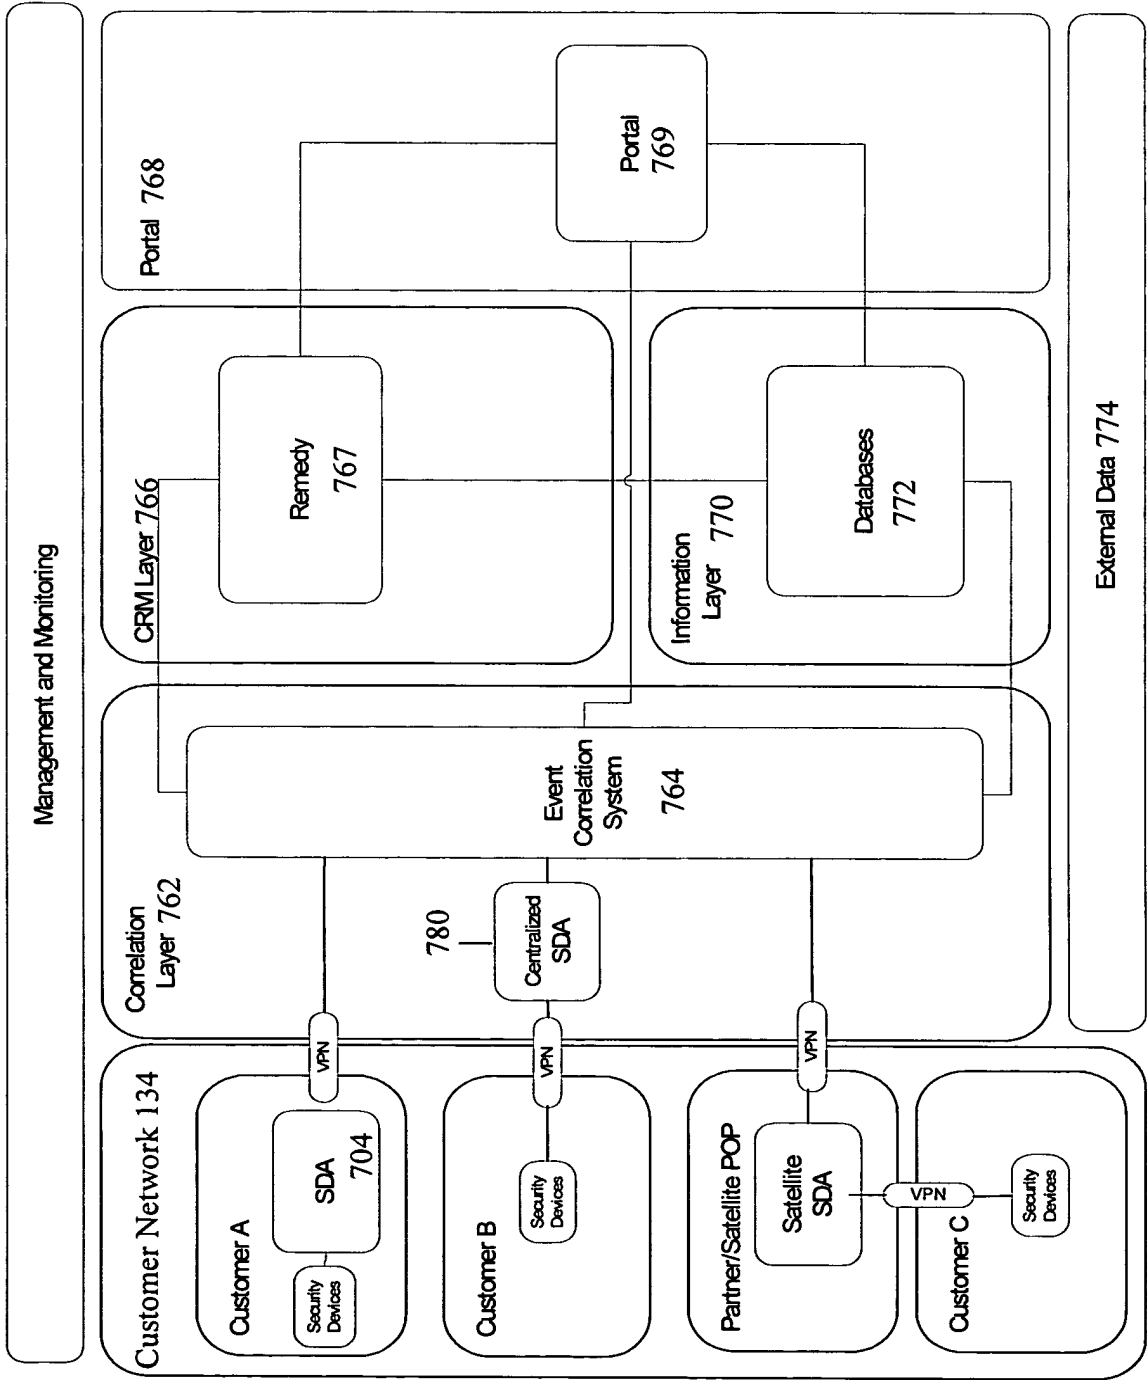 Management and Monitoring
Customer Network 134
Customer A
Security
Devices
SDA
704
VPN
Customer B
Security
Devices
VPN
Partner/Satellite POP
Satellite
SDA
VPN
VPN
Customer C
Security
Devices
Correlation
Layer 762
780
Centralized
SDA
Event
Correlation
System
764
CRM Layer 766
Remedy
767
Information
Layer 770
Databases
772
Portal 768
Portal
769
External Data 774